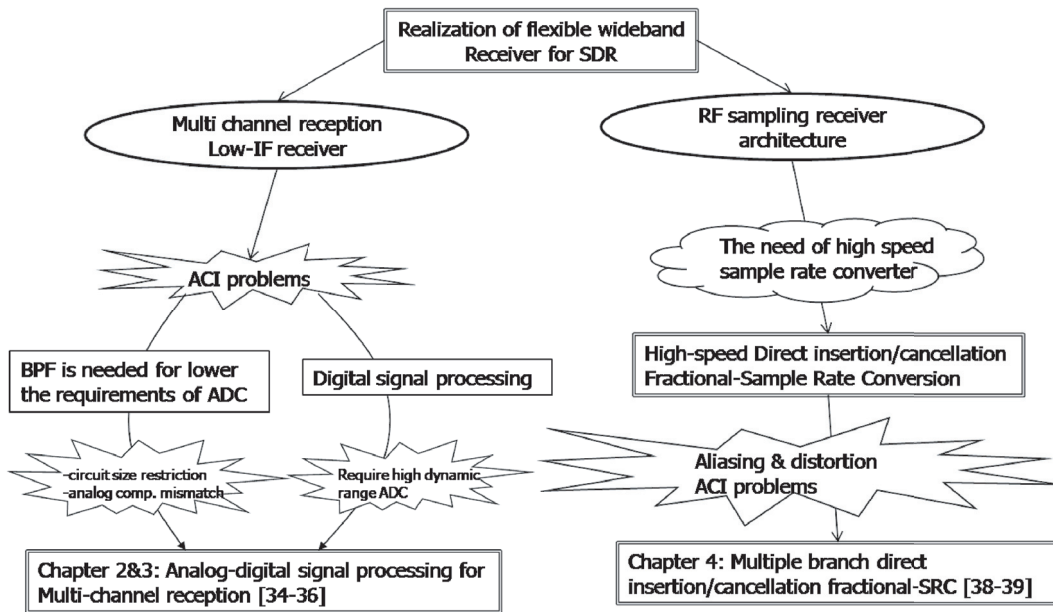 Realization of flexible wideband
Receiver for SDR
Multi channel reception
Low-IF receiver
RF sampling receiver
architecture
ACI problems
The need of high speed
sample rate converter
BPF is needed for lower
the requirements of ADC
Digital signal processing
High-speed Direct insertion/cancellation
Fractional-Sample Rate Conversion
-circuit size restriction
-analog comp. mismatch
Require high dynamic
range ADC
Aliasing & distortion
ACI problems
Chapter 2&3: Analog-digital signal processing for
Multi-channel reception [34-36]
Chapter 4: Multiple branch direct
insertion/cancellation fractional-SRC [38-39]